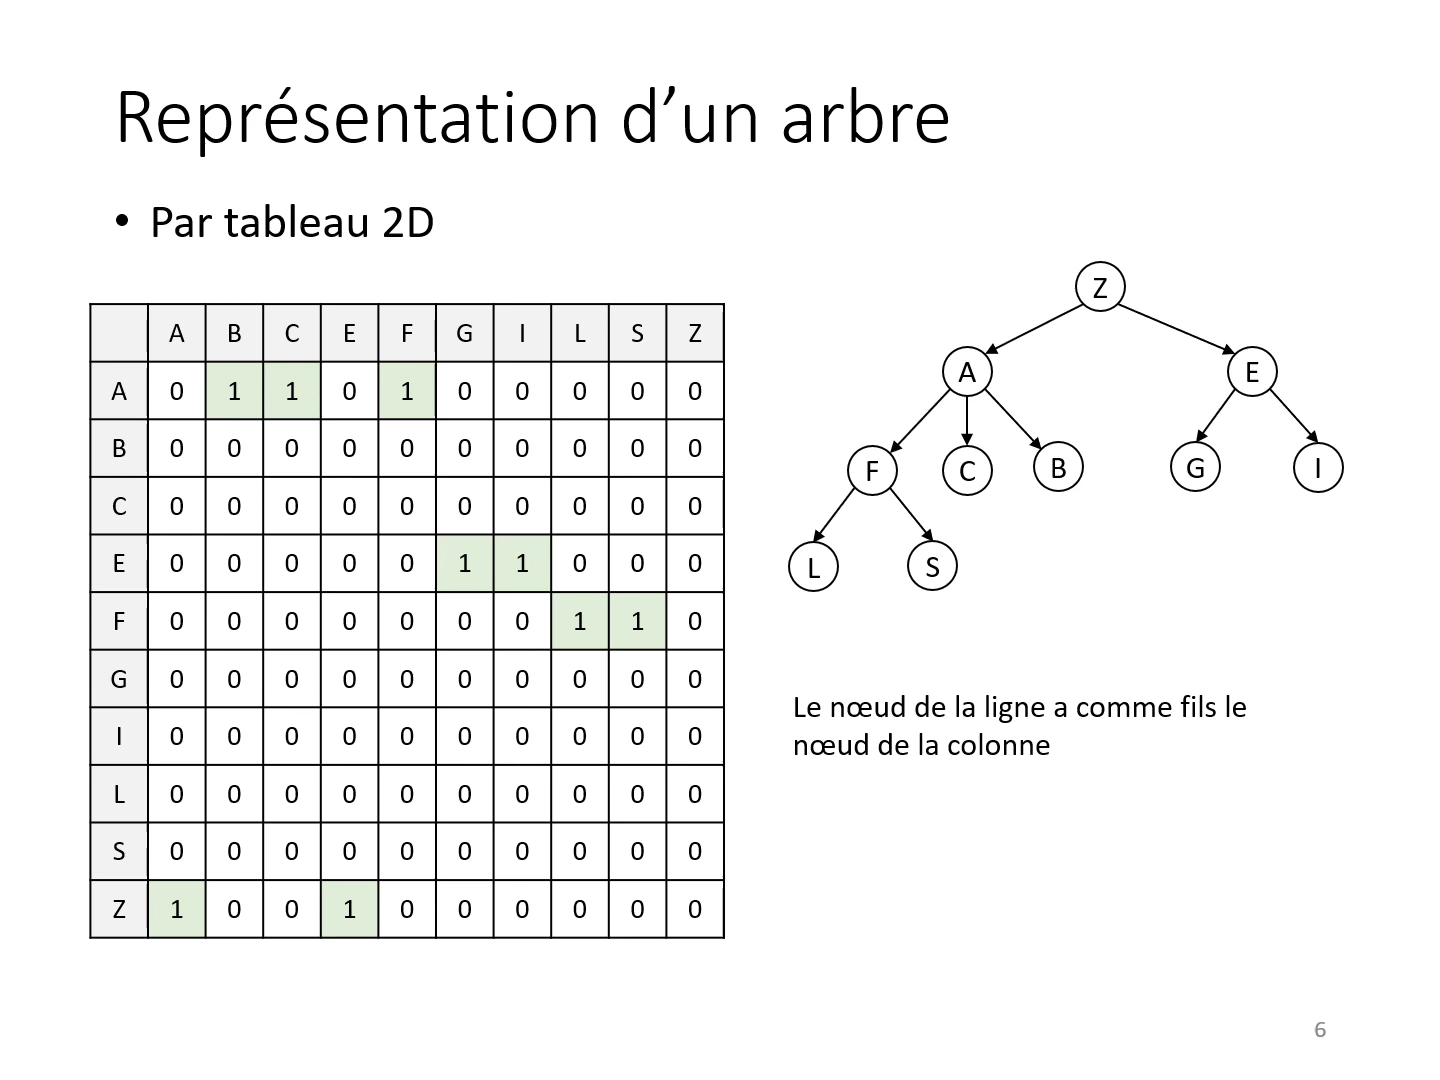 Représentation d’un arbre
• Par tableau 2D
A B C E F G I L S Z
A 0 1 1 0 1 0 0 0 0 0
B 0 0 0 0 0 0 0 0 0 0
C 0 0 0 0 0 0 0 0 0 0
E 0 0 0 0 0 1 1 0 0 0
F 0 0 0 0 0 0 0 1 1 0
G 0 0 0 0 0 0 0 0 0 0
I 0 0 0 0 0 0 0 0 0 0
L 0 0 0 0 0 0 0 0 0 0
S 0 0 0 0 0 0 0 0 0 0
Z 1 0 0 1 0 0 0 0 0 0
Z
A E
F C B G I
L S
Le nœud de la ligne a comme fils le
nœud de la colonne
6